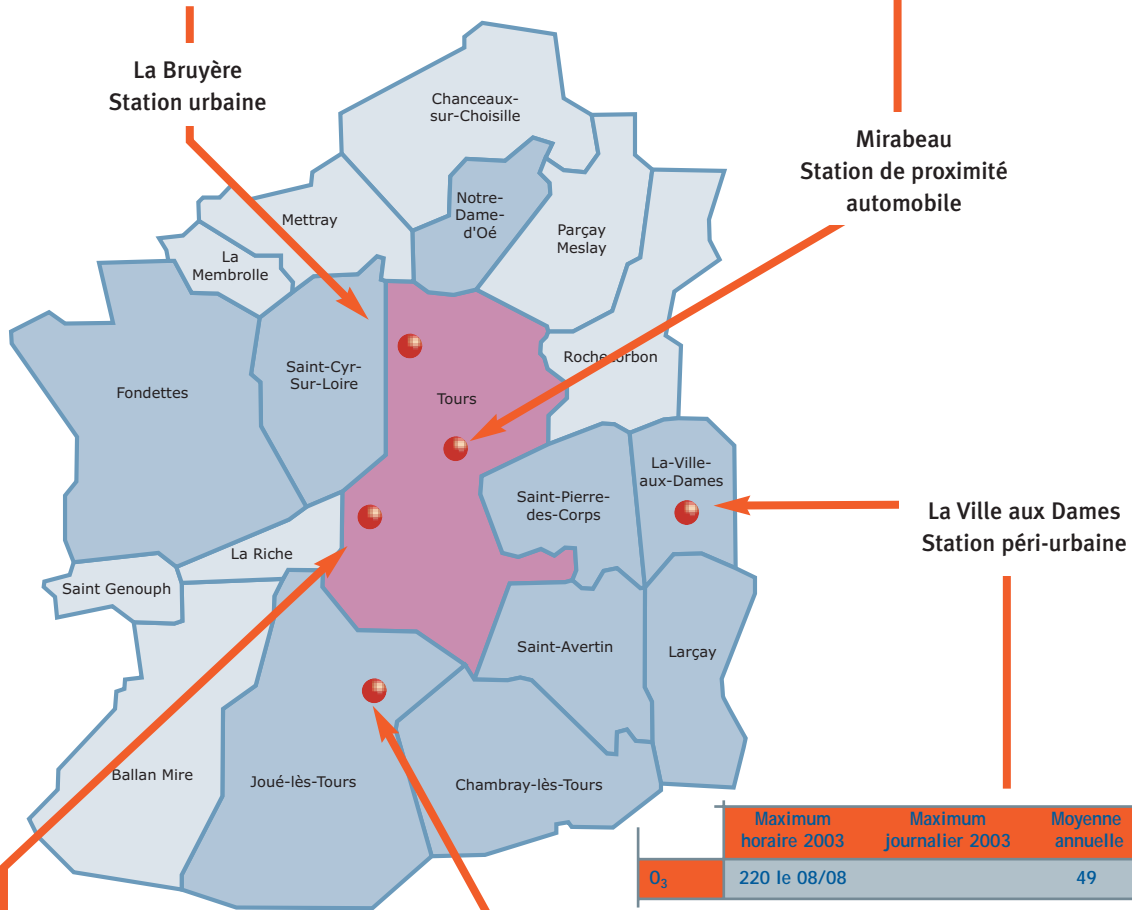 La Bruyère
Station urbaine
Mirabeau
Station de proximité
automobile
Chanceaux-
sur-Choisille
Notre-
Dame-
d'Oé
Mettray
Parçay
Meslay
La
Membrolle
Rochecorbon
Saint-Cyr-
Sur-Loire
Fondettes
Tours
La-Ville-
aux-Dames
Saint-Pierre-
des-Corps
La Ville aux Dames
Station péri-urbaine
La Riche
Saint Genouph
Saint-Avertin
Larçay
Ballan Mire
Joué-lès-Tours
Chambray-lès-Tours
Maximum
horaire 2003
Maximum
journalier 2003
Moyenne
annuelle
O₃ 220 le 08/08 49